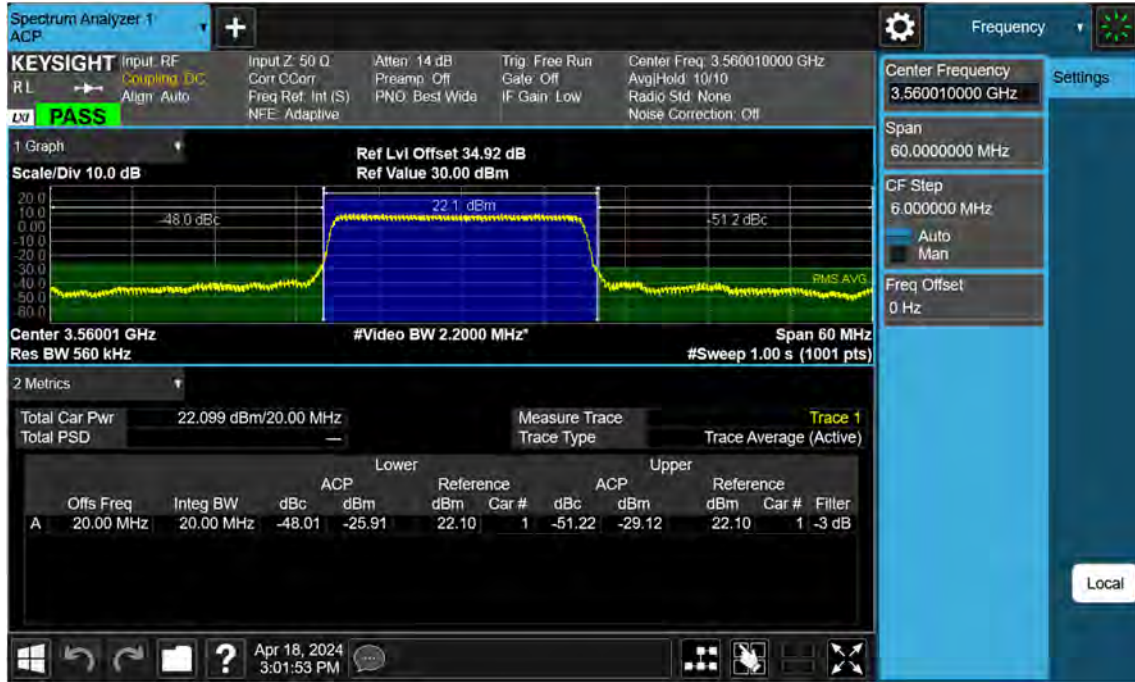 Spectrum Analyzer 1
ACP
+
Frequency
KEYSIGHT
RL
LXI PASS
Input: RF
Coupling: DC
Align: Auto
Input Z: 50 Ω
Corr CCorr
Freq Ref: Int (S)
NFE: Adaptive
Atten: 14 dB
Preamp: Off
PNO: Best Wide
Trig: Free Run
Gate: Off
IF Gain: Low
Center Freq: 3.560010000 GHz
Avg|Hold: 10/10
Radio Std: None
Noise Correction: Off
Center Frequency
3.560010000 GHz
Settings
Span
60.0000000 MHz
CF Step
6.000000 MHz
Auto
Man
Freq Offset
0 Hz
1 Graph
Scale/Div 10.0 dB
Ref Lvl Offset 34.92 dB
Ref Value 30.00 dBm
20.0
10.0
0.00
-10.0
-20.0
-30.0
-40.0
-50.0
-60.0
-48.0 dBc
22.1 dBm
-51.2 dBc
RMS AVG
Center 3.56001 GHz
Res BW 560 kHz
#Video BW 2.2000 MHz*
Span 60 MHz
#Sweep 1.00 s (1001 pts)
2 Metrics
Total Car Pwr 22.099 dBm/20.00 MHz
Total PSD —
Measure Trace Trace 1
Trace Type Trace Average (Active)
Lower Upper
ACP Reference ACP Reference
Offs Freq Integ BW dBc dBm dBm Car # dBc dBm dBm Car # Filter
A 20.00 MHz 20.00 MHz -48.01 -25.91 22.10 1 -51.22 -29.12 22.10 1 -3 dB
Local
?
Apr 18, 2024
3:01:53 PM